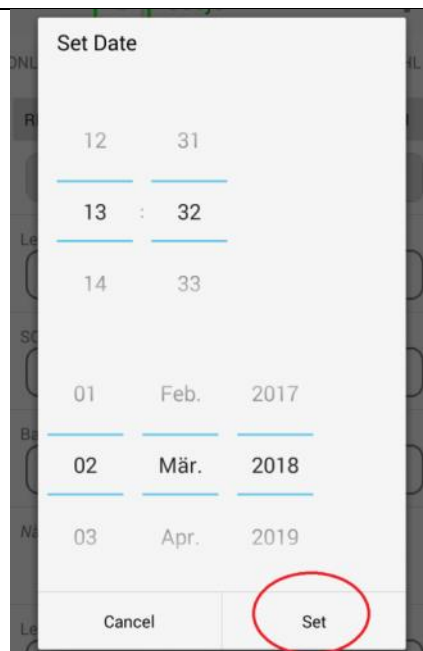 Set Date
12 31
13 : 32
14 33
01 Feb. 2017
02 Mär. 2018
03 Apr. 2019
Cancel Set